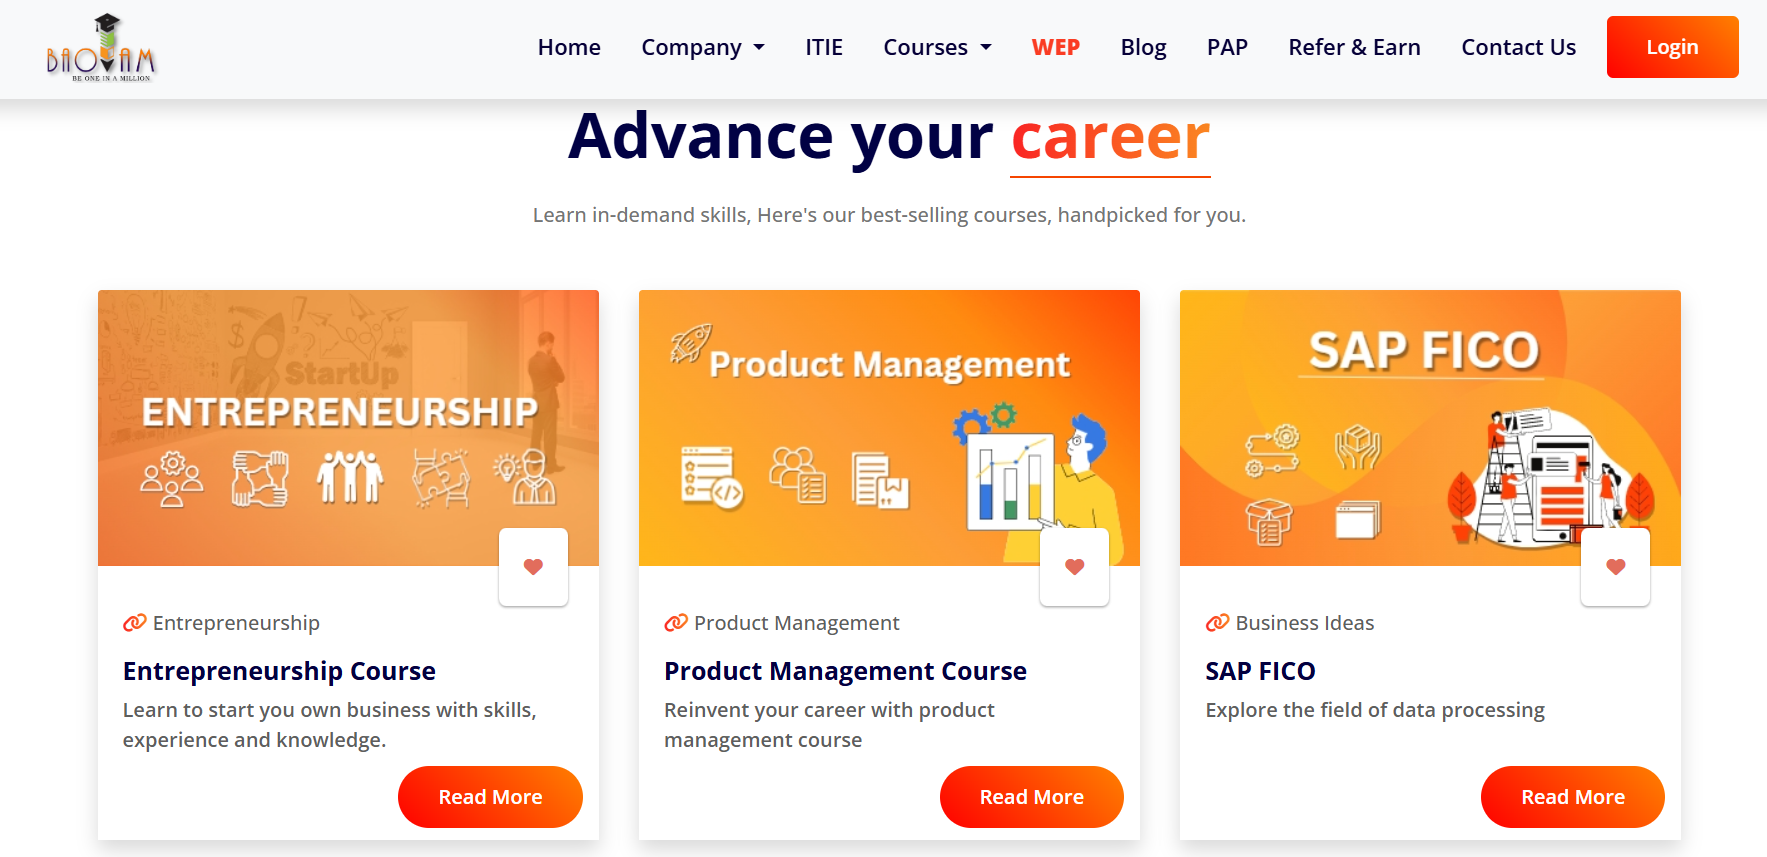 BAOIAM
BE ONE IN A MILLION
Home Company ITIE Courses WEP Blog PAP Refer & Earn Contact Us Login
Advance your career
Learn in-demand skills, Here's our best-selling courses, handpicked for you.
StartUp
ENTREPRENEURSHIP
Product Management
SAP FICO
Entrepreneurship
Entrepreneurship Course
Learn to start you own business with skills,
experience and knowledge.
Read More
Product Management
Product Management Course
Reinvent your career with product
management course
Read More
Business Ideas
SAP FICO
Explore the field of data processing
Read More